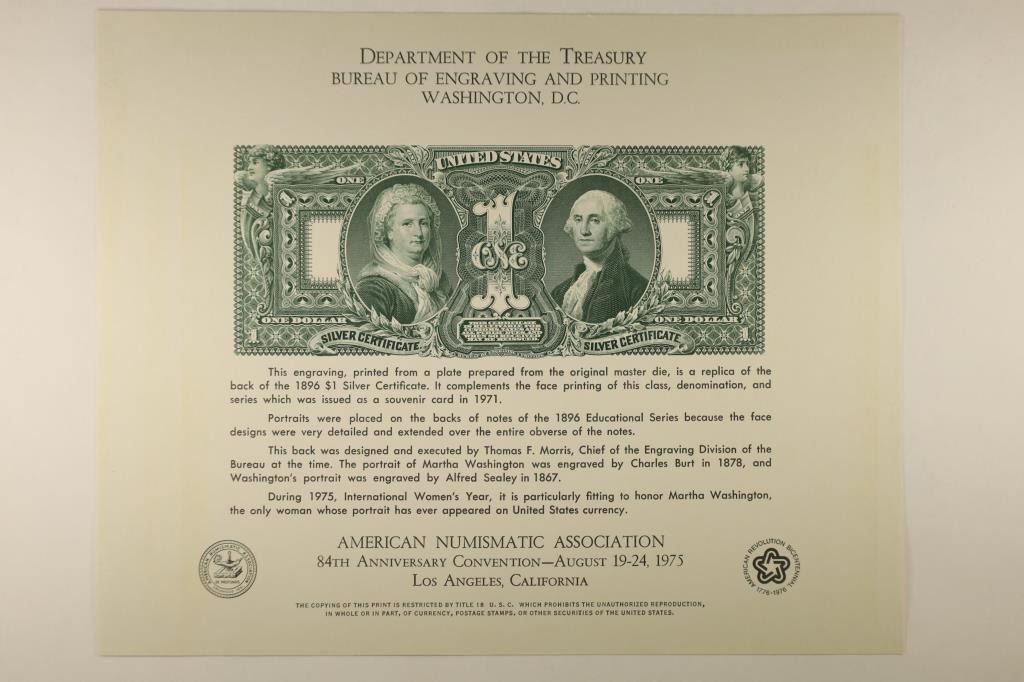 DEPARTMENT OF THE TREASURY
BUREAU OF ENGRAVING AND PRINTING
WASHINGTON, D.C.
UNITED STATES
ONE
ONE
1
1
1
ONE
ONE DOLLAR
ONE DOLLAR
1
1
SILVER CERTIFICATE
SILVER CERTIFICATE
This engraving, printed from a plate prepared from the original master die, is a replica of the
back of the 1896 $1 Silver Certificate. It complements the face printing of this class, denomination, and
series which was issued as a souvenir card in 1971.
Portraits were placed on the backs of notes of the 1896 Educational Series because the face
designs were very detailed and extended over the entire obverse of the notes.
This back was designed and executed by Thomas F. Morris, Chief of the Engraving Division of the
Bureau at the time. The portrait of Martha Washington was engraved by Charles Burt in 1878, and
Washington's portrait was engraved by Alfred Sealey in 1867.
During 1975, International Women's Year, it is particularly fitting to honor Martha Washington,
the only woman whose portrait has ever appeared on United States currency.
AMERICAN NUMISMATIC ASSOCIATION
84TH ANNIVERSARY CONVENTION—AUGUST 19-24, 1975
LOS ANGELES, CALIFORNIA
AMERICAN NUMISMATIC ASSOCIATION
AMERICAN REVOLUTION BICENTENNIAL
1776-1976
THE COPYING OF THIS PRINT IS RESTRICTED BY TITLE 18 U. S. C. WHICH PROHIBITS THE UNAUTHORIZED REPRODUCTION,
IN WHOLE OR IN PART, OF CURRENCY, POSTAGE STAMPS, OR OTHER SECURITIES OF THE UNITED STATES.